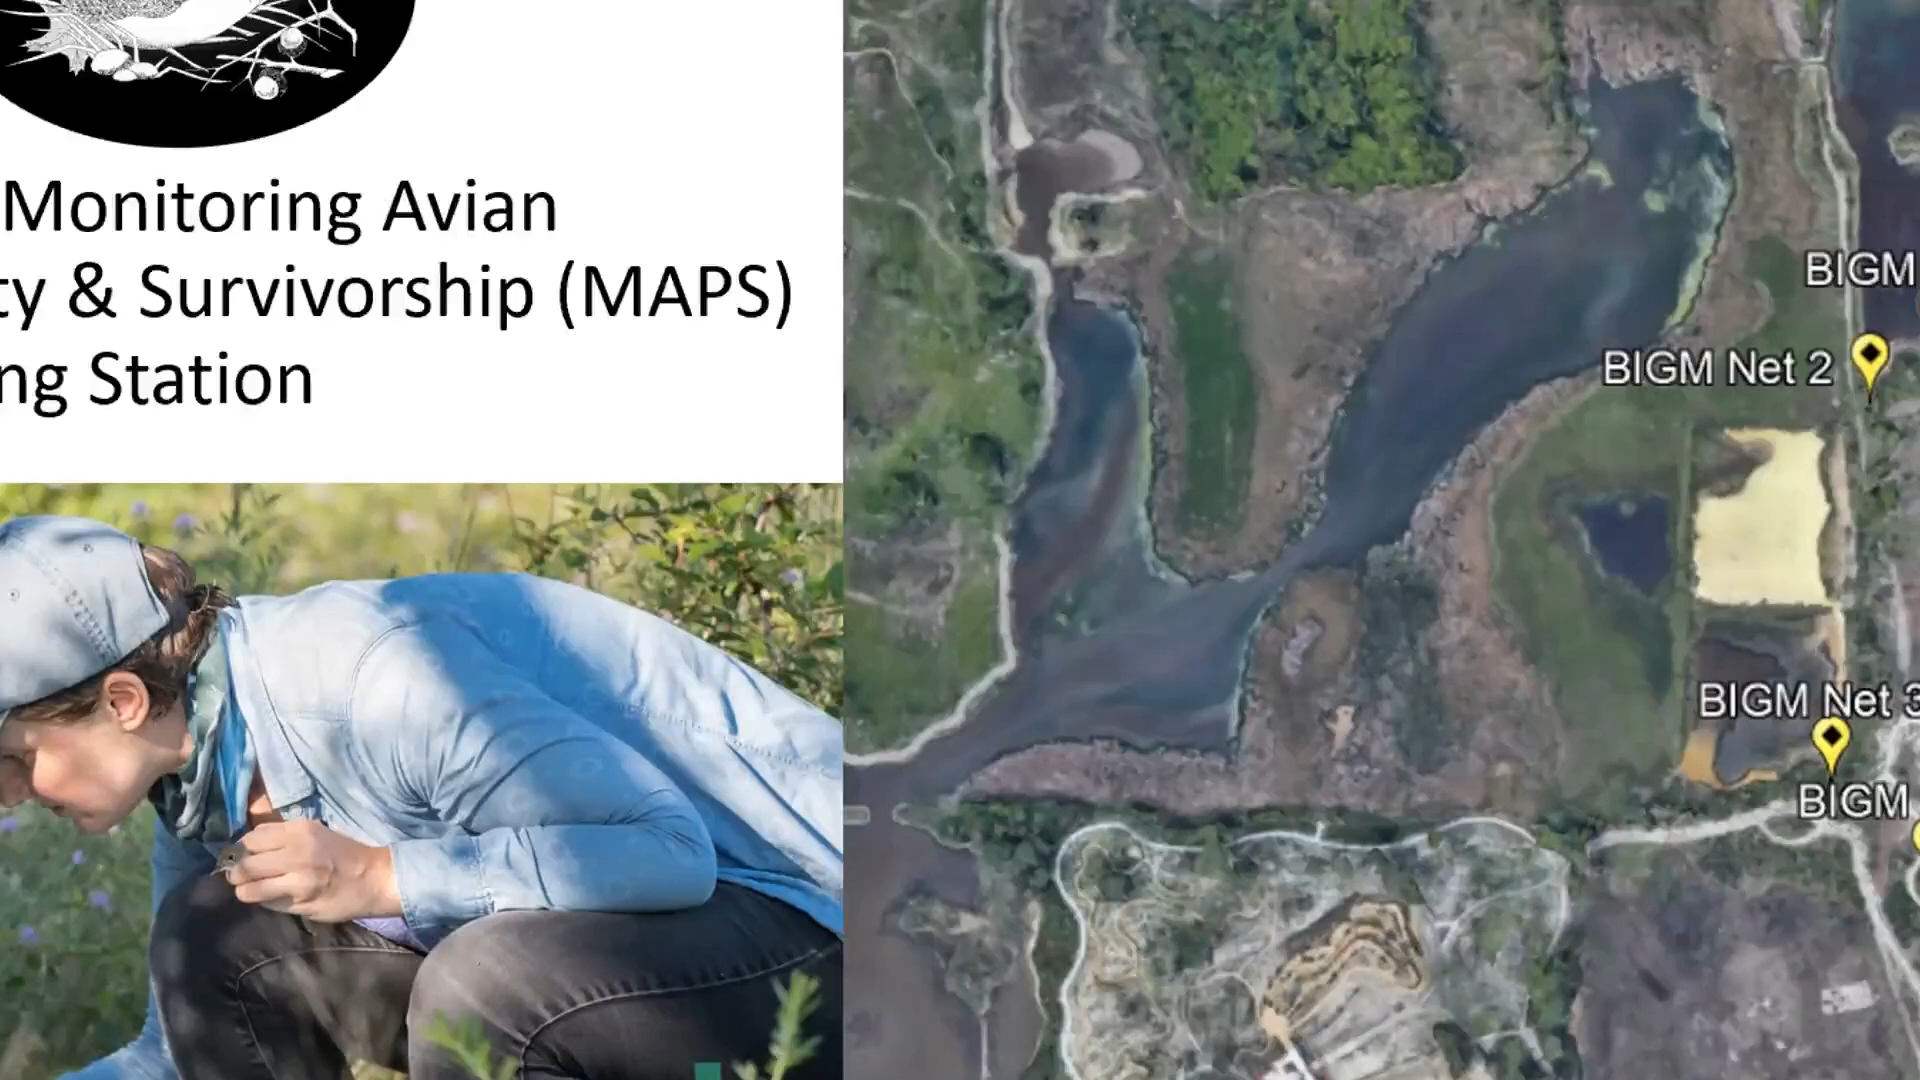 Monitoring Avian
ty & Survivorship (MAPS)
ng Station
BIGM
BIGM Net 2
BIGM Net 3
BIGM